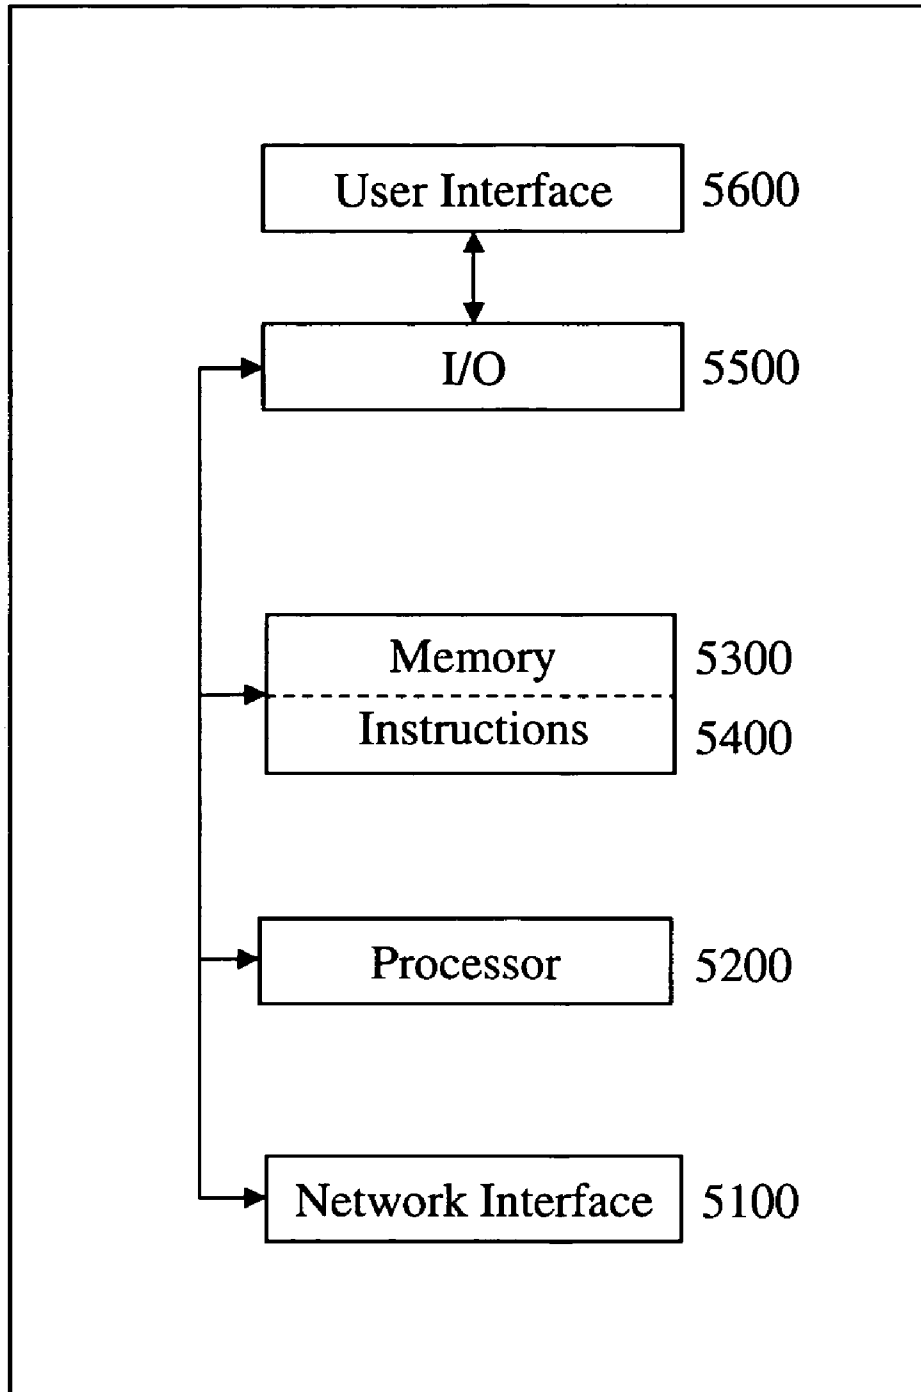 User Interface 5600
I/O 5500
Memory 5300
Instructions 5400
Processor 5200
Network Interface 5100